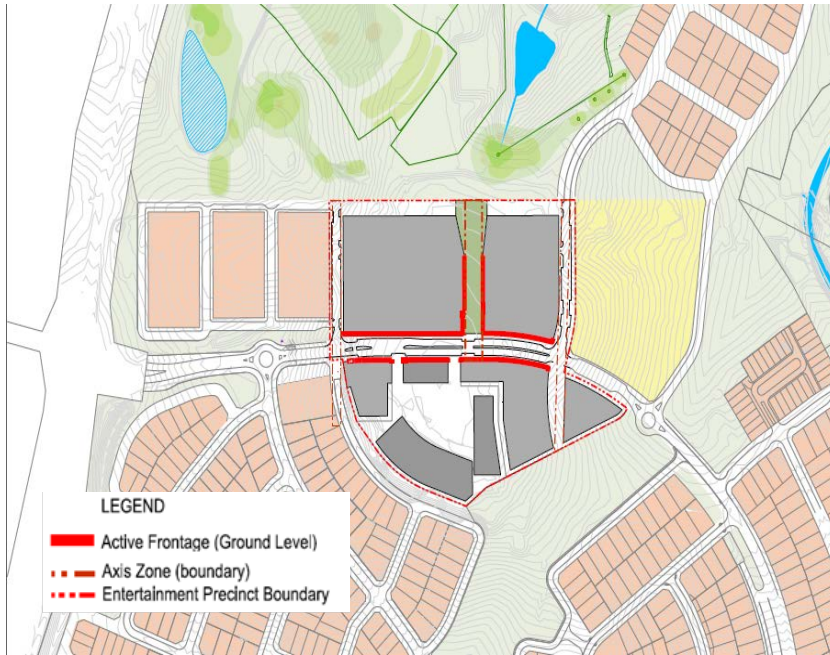 LEGEND
Active Frontage (Ground Level)
Axis Zone (boundary)
Entertainment Precinct Boundary